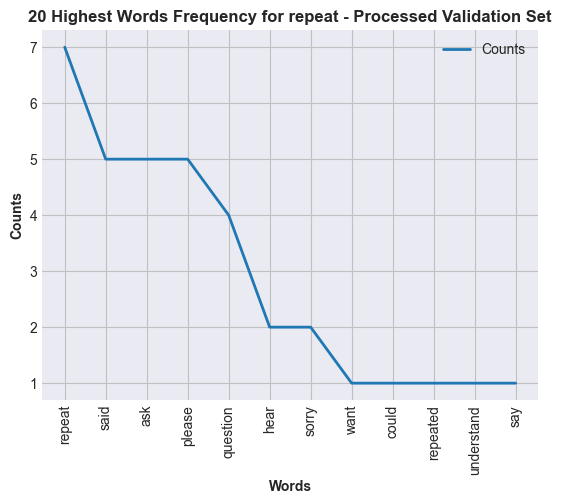 20 Highest Words Frequency for repeat - Processed Validation Set
Counts
7
6
5
4
3
2
1
Counts
repeat
said
ask
please
question
hear
sorry
want
could
repeated
understand
say
Words